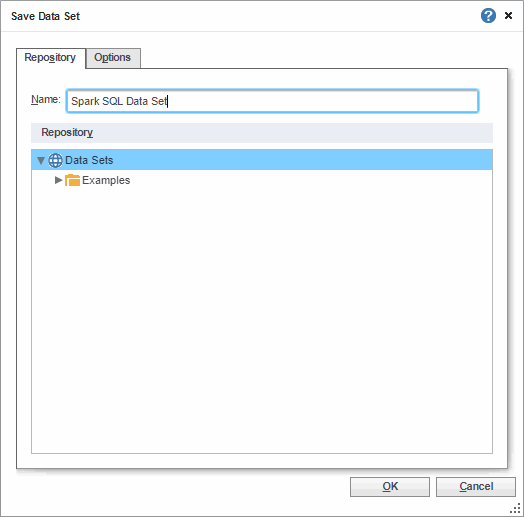 Save Data Set ? ×
Repository Options
Name: Spark SQL Data Set
Repository
Data Sets
Examples
OK Cancel